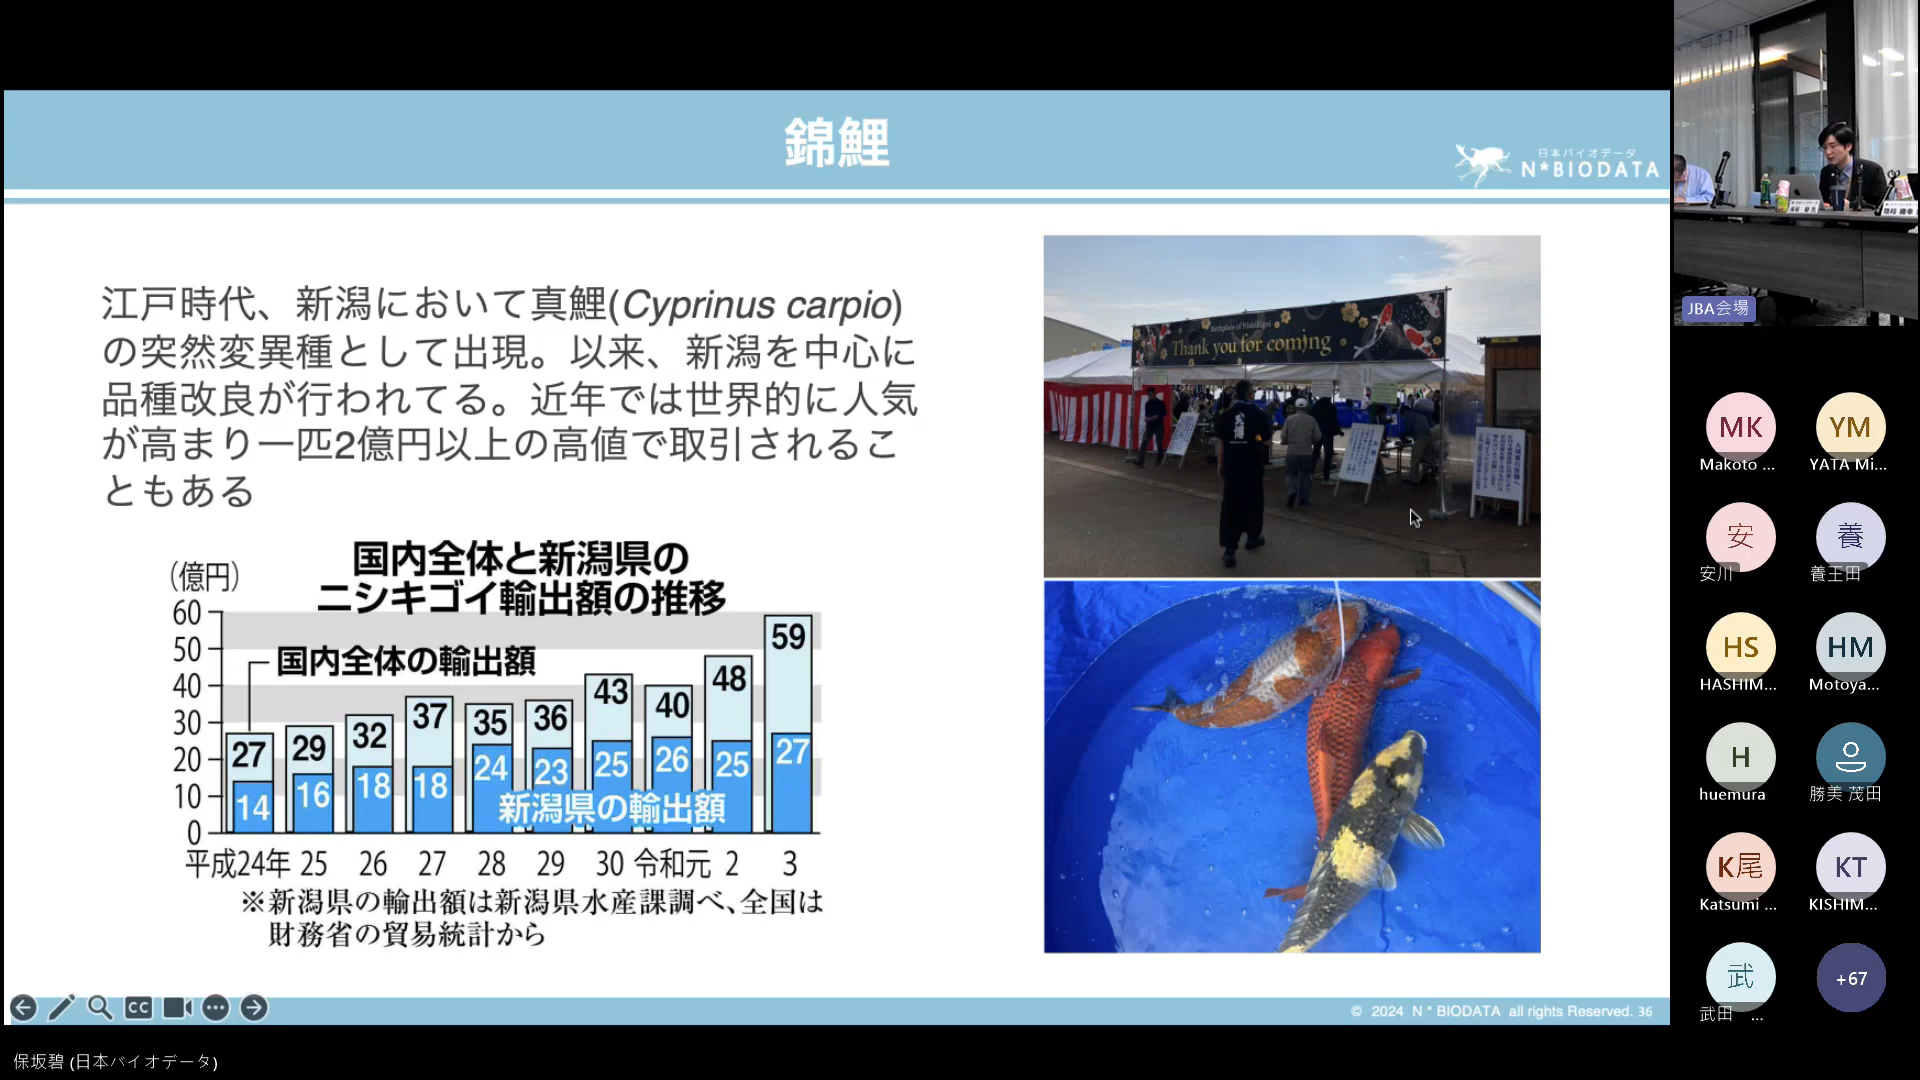 錦鯉
日本バイオデータ
N*BIODATA
江戸時代、新潟において真鯉(Cyprinus carpio)
の突然変異種として出現。以来、新潟を中心に
品種改良が行われてる。近年では世界的に人気
が高まり一匹2億円以上の高値で取引されるこ
ともある
国内全体と新潟県の
ニシキゴイ輸出額の推移
(億円)
60
50
40
30
20
10
0
国内全体の輸出額
27 29 32 37 35 36 43 40 48 59
14 16 18 18 24 23 25 26 25 27
新潟県の輸出額
平成24年 25 26 27 28 29 30 令和元 2 3
※新潟県の輸出額は新潟県水産課調べ、全国は
財務省の貿易統計から
Birthplace of Nishikigoi
Thank you for coming
CC
© 2024 N * BIODATA all rights Reserved. 36
保坂碧 (日本バイオデータ)
JBA会場
MK
Makoto ...
YM
YATA Mi...
安
安川
養
養王田
HS
HASHIM...
HM
Motoya...
H
huemura
勝美 茂田
K尾
Katsumi ...
KT
KISHIM...
武
武田 ...
+67